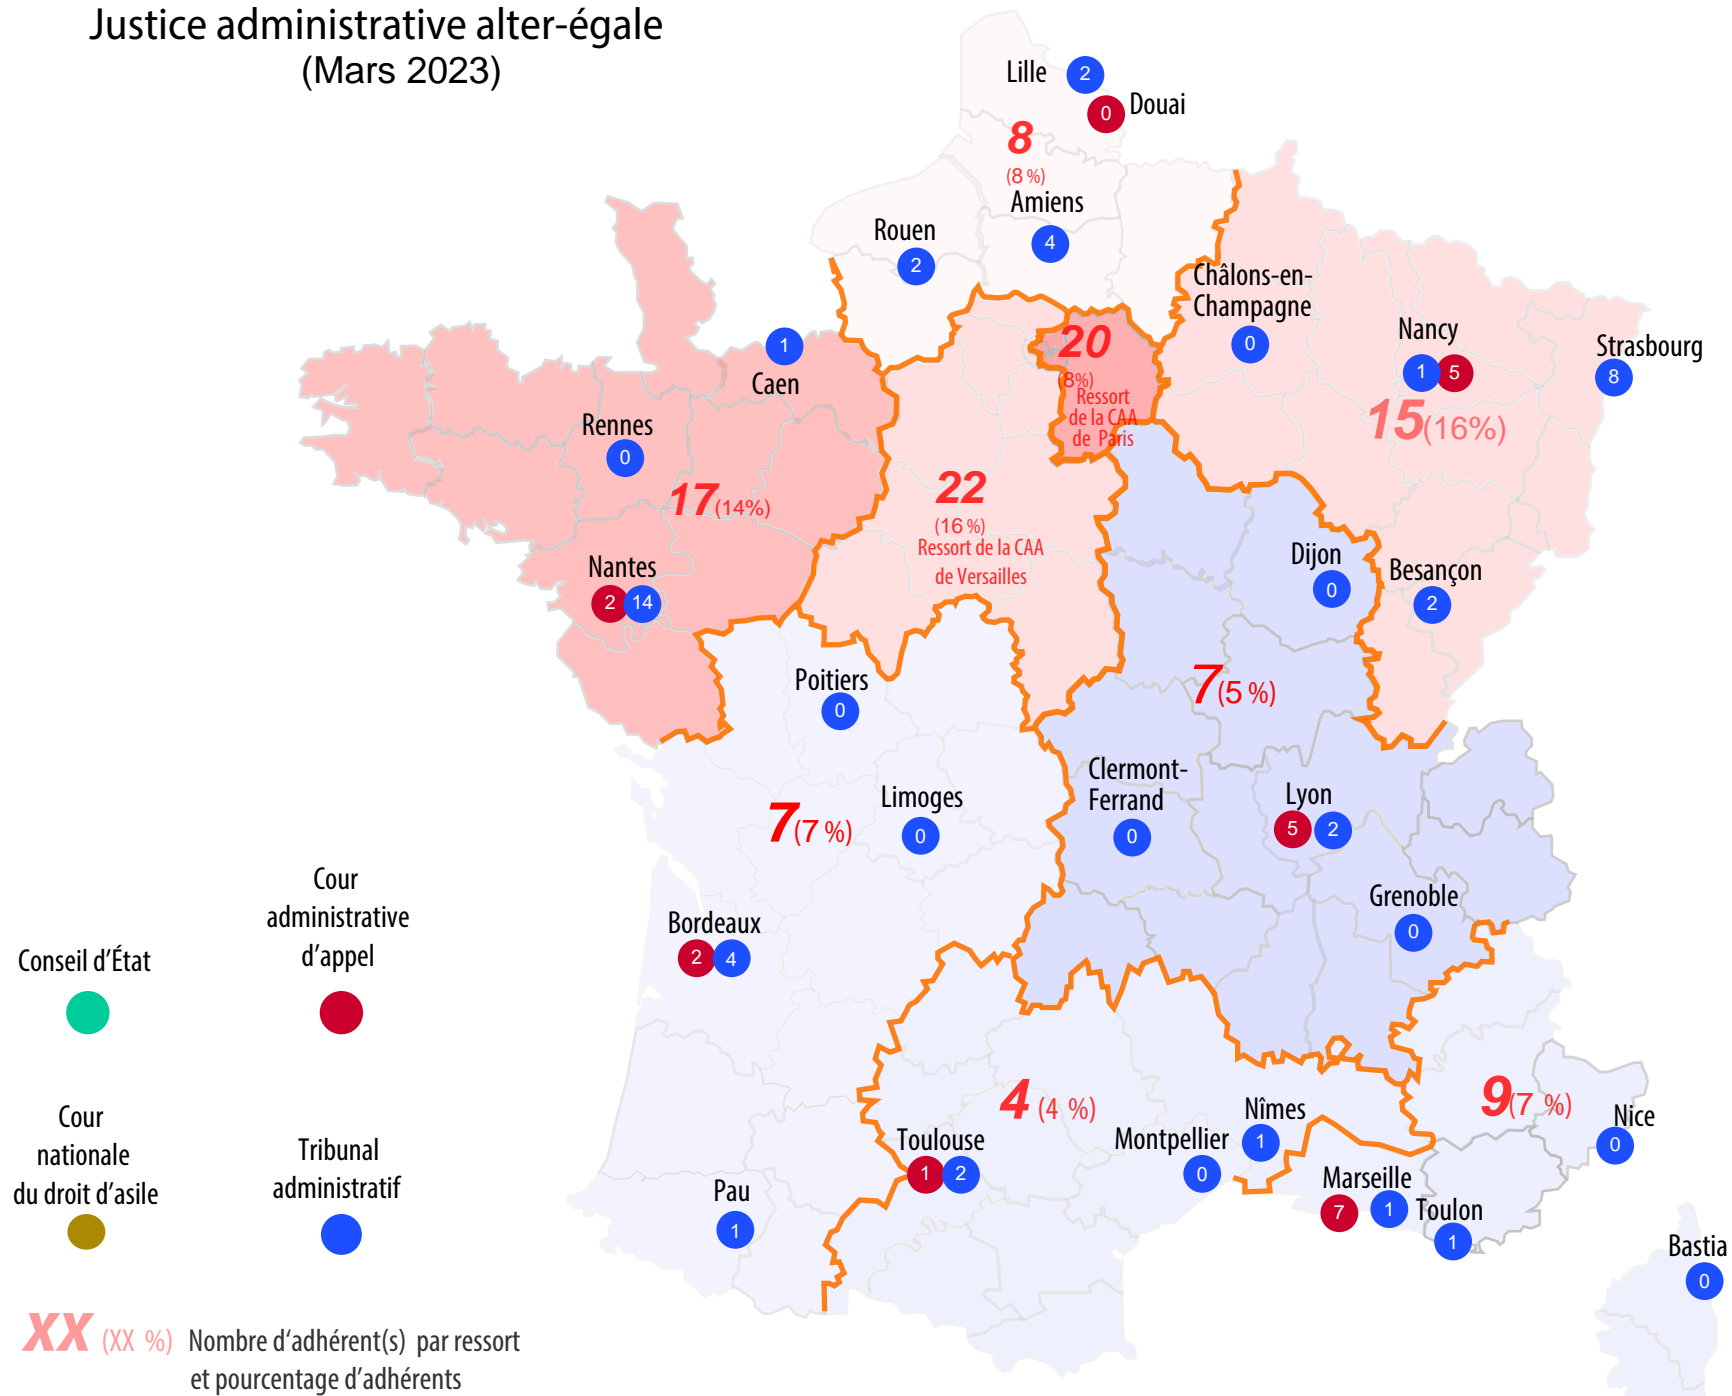 Justice administrative alter-égale
(Mars 2023)
Lille
2
0
Douai
8
(8 %)
Amiens
4
Rouen
2
Châlons-en-
Champagne
0
Nancy
1
5
Strasbourg
8
15(16%)
1
Caen
Rennes
0
17(14%)
Nantes
2
14
20
(8%)
Ressort
de la CAA
de Paris
22
(16 %)
Ressort de la CAA
de Versailles
Dijon
0
Besançon
2
7(5 %)
Poitiers
0
Limoges
0
7(7 %)
Clermont-
Ferrand
0
Lyon
5
2
Grenoble
0
Bordeaux
2
4
4 (4 %)
9(7 %)
Toulouse
1
2
Montpellier
0
Nîmes
1
Nice
0
Marseille
7
1
Toulon
1
Pau
1
Bastia
0
Conseil d'État
Cour
administrative
d'appel
Cour
nationale
du droit d'asile
Tribunal
administratif
XX (XX %) Nombre d'adhérent(s) par ressort
et pourcentage d'adhérents